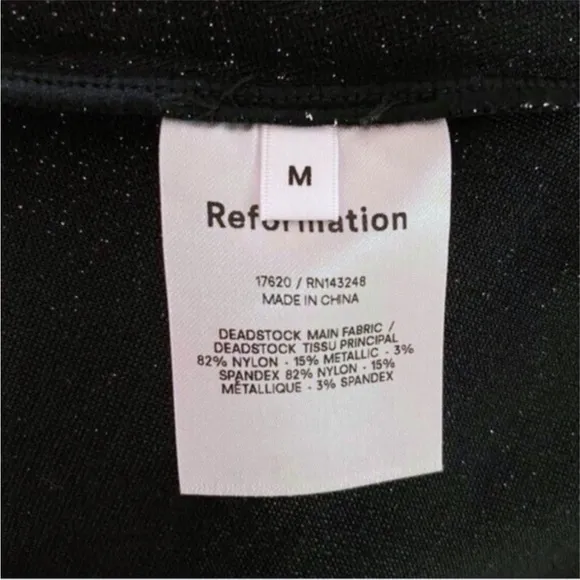 M
Reformation
17620 / RN143248
MADE IN CHINA
DEADSTOCK MAIN FABRIC /
DEADSTOCK TISSU PRINCIPAL
82% NYLON - 15% METALLIC - 3%
SPANDEX 82% NYLON - 15%
MÉTALLIQUE - 3% SPANDEX